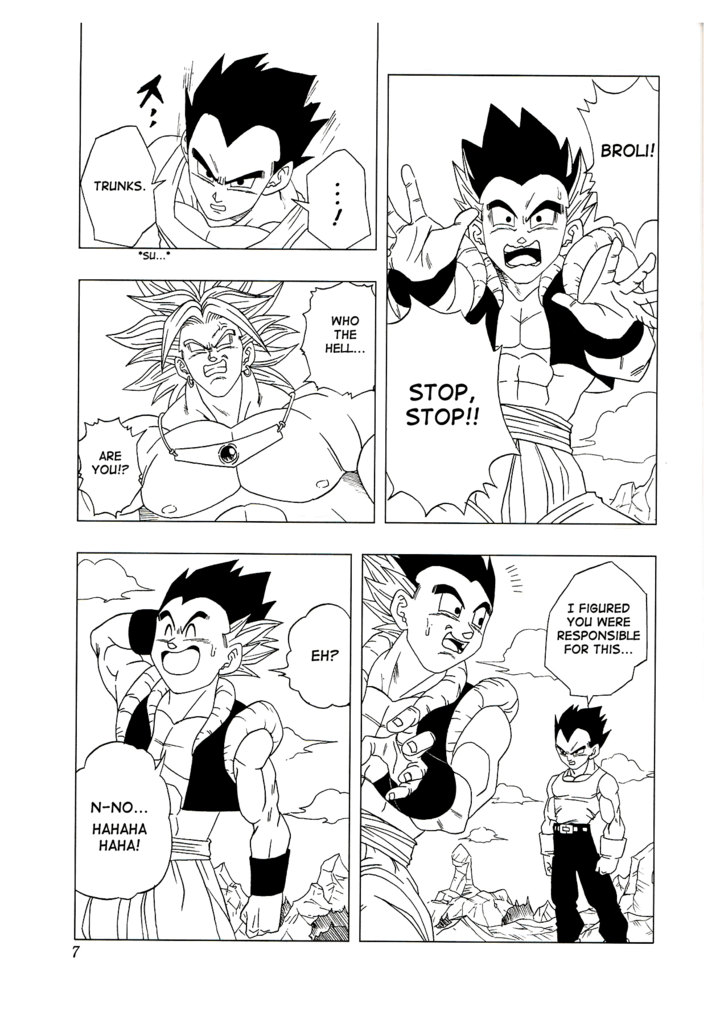 BROLI!
STOP,
STOP!!
...!
TRUNKS.
*SU...*
WHO
THE
HELL...
ARE
YOU!?
I FIGURED
YOU WERE
RESPONSIBLE
FOR THIS...
EH?
N-NO...
HAHAHA
HAHA!
7